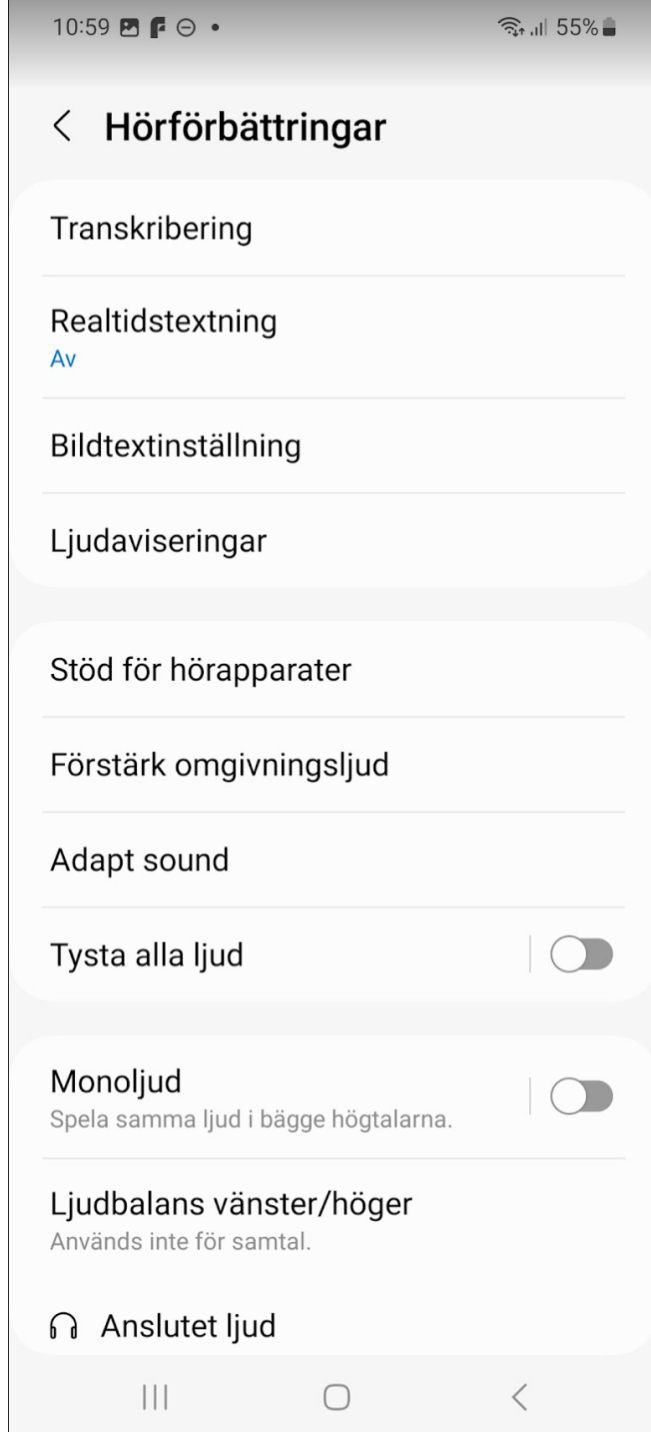 10:59
55%
Hörförbättringar
Transkribering
Realtidstextning
Av
Bildtextinställning
Ljudaviseringar
Stöd för hörapparater
Förstärk omgivningsljud
Adapt sound
Tysta alla ljud
Monoljud
Spela samma ljud i bägge högtalarna.
Ljudbalans vänster/höger
Används inte för samtal.
Anslutet ljud